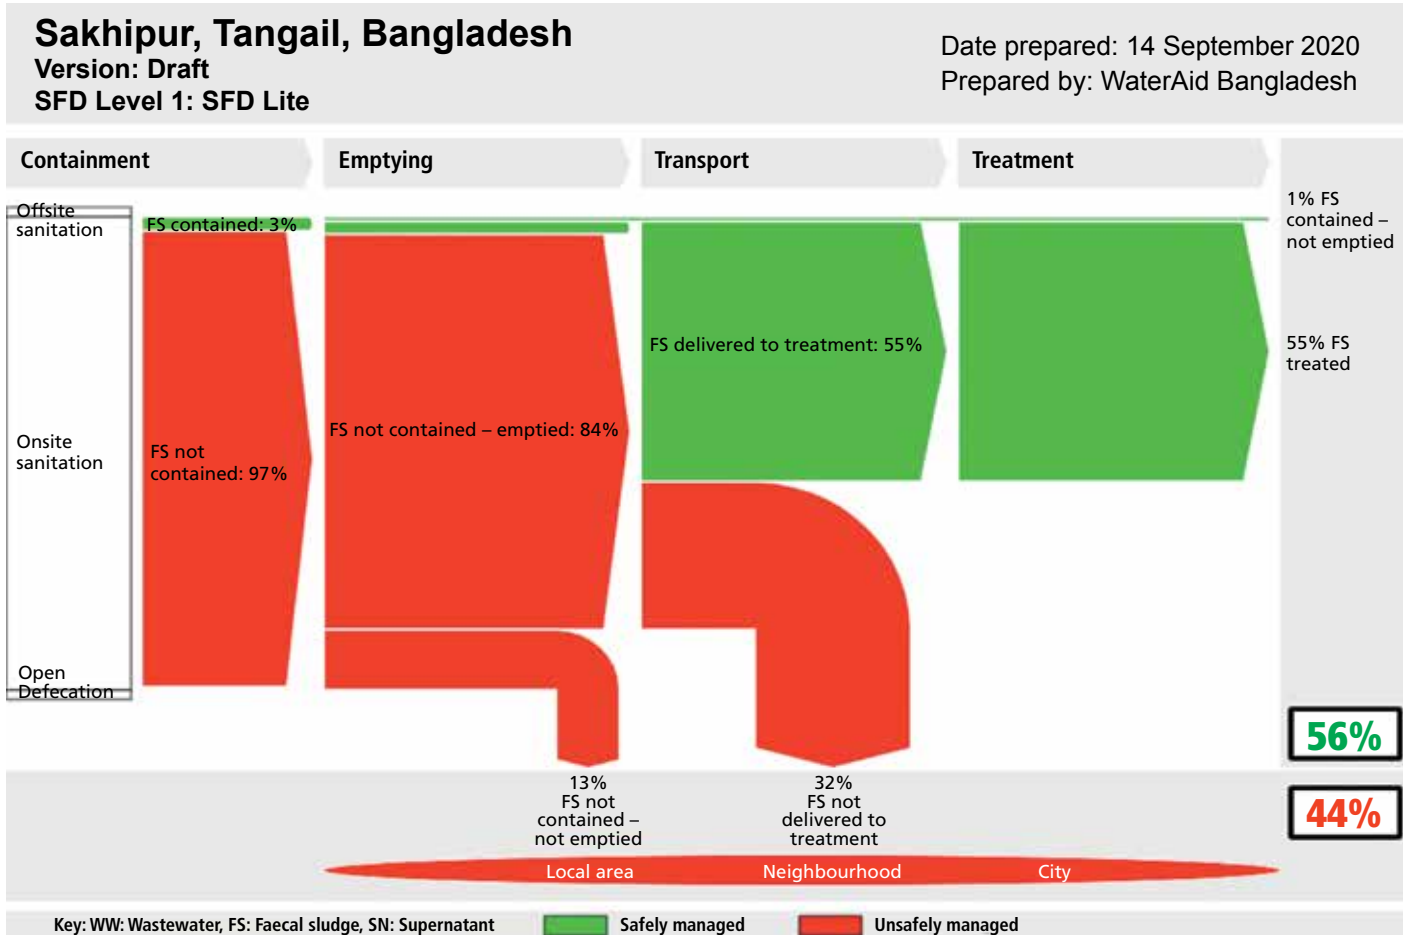 Sakhipur, Tangail, Bangladesh
Version: Draft
SFD Level 1: SFD Lite
Date prepared: 14 September 2020
Prepared by: WaterAid Bangladesh
Containment
Emptying
Transport
Treatment
Offsite
sanitation
FS contained: 3%
1% FS
contained –
not emptied
FS delivered to treatment: 55%
55% FS
treated
FS not contained – emptied: 84%
Onsite
sanitation
FS not
contained: 97%
Open
Defecation
56%
13%
FS not
contained –
not emptied
32%
FS not
delivered to
treatment
44%
Local area
Neighbourhood
City
Key: WW: Wastewater, FS: Faecal sludge, SN: Supernatant
Safely managed
Unsafely managed